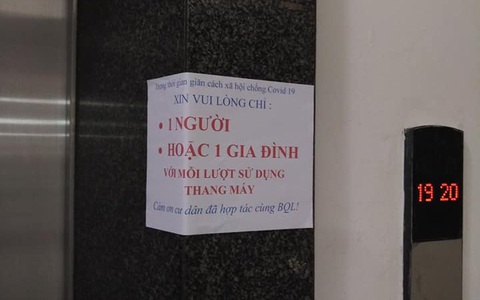 Trong thời gian giãn cách xã hội chống Covid 19
XIN VUI LÒNG CHỈ :
• 1 NGƯỜI
• HOẶC 1 GIA ĐÌNH
VỚI MỖI LƯỢT SỬ DỤNG
THANG MÁY
Cảm ơn cư dân đã hợp tác cùng BQL!
19 20